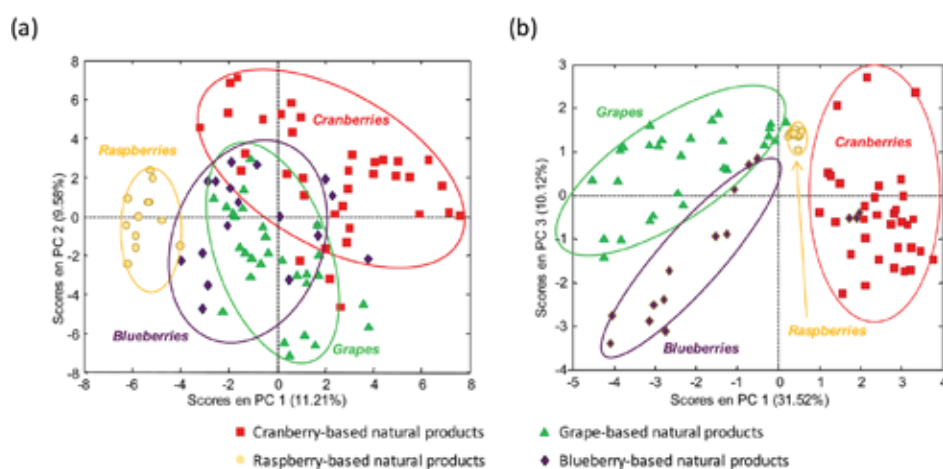 (a)
(b)
8
6
4
2
0
-2
-4
-6
-8
Scores en PC 2 (9.58%)
Cranberries
Raspberries
Blueberries
Grapes
-8 -6 -4 -2 0 2 4 6 8
Scores en PC 1 (11.21%)
3
2
1
0
-1
-2
-3
-4
Scores en PC 3 (10.12%)
Grapes
Cranberries
Raspberries
Blueberries
-5 -4 -3 -2 -1 0 1 2 3 4
Scores en PC 1 (31.52%)
Cranberry-based natural products
Grape-based natural products
Raspberry-based natural products
Blueberry-based natural products